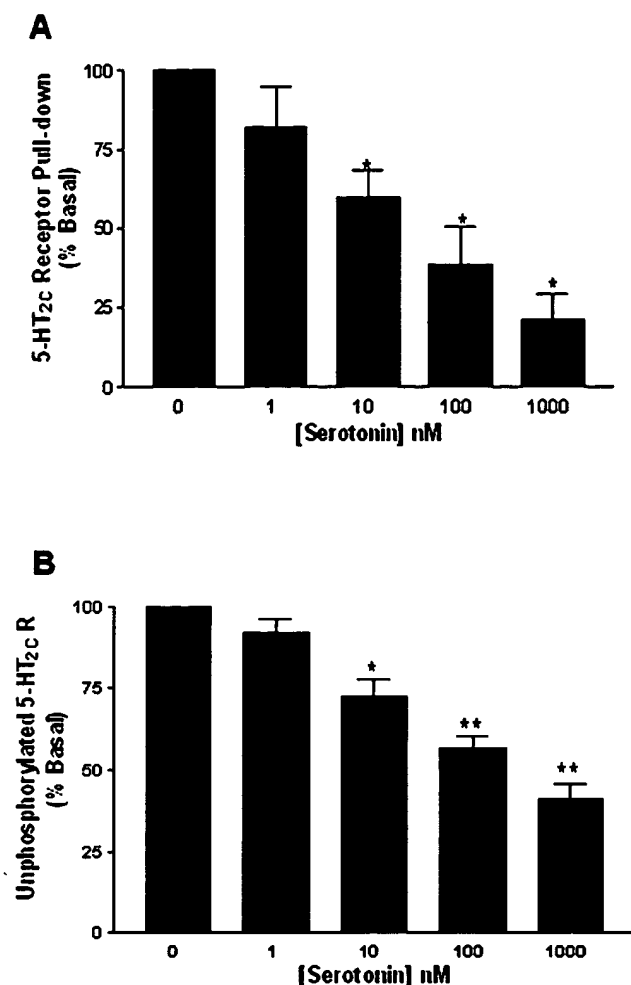 A
5-HT2C Receptor Pull-down
(% Basal)
100
75
50
25
0
*
*
*
0 1 10 100 1000
[Serotonin] nM
B
Unphosphorylated 5-HT2C R
(% Basal)
100
75
50
25
0
*
**
**
0 1 10 100 1000
[Serotonin] nM